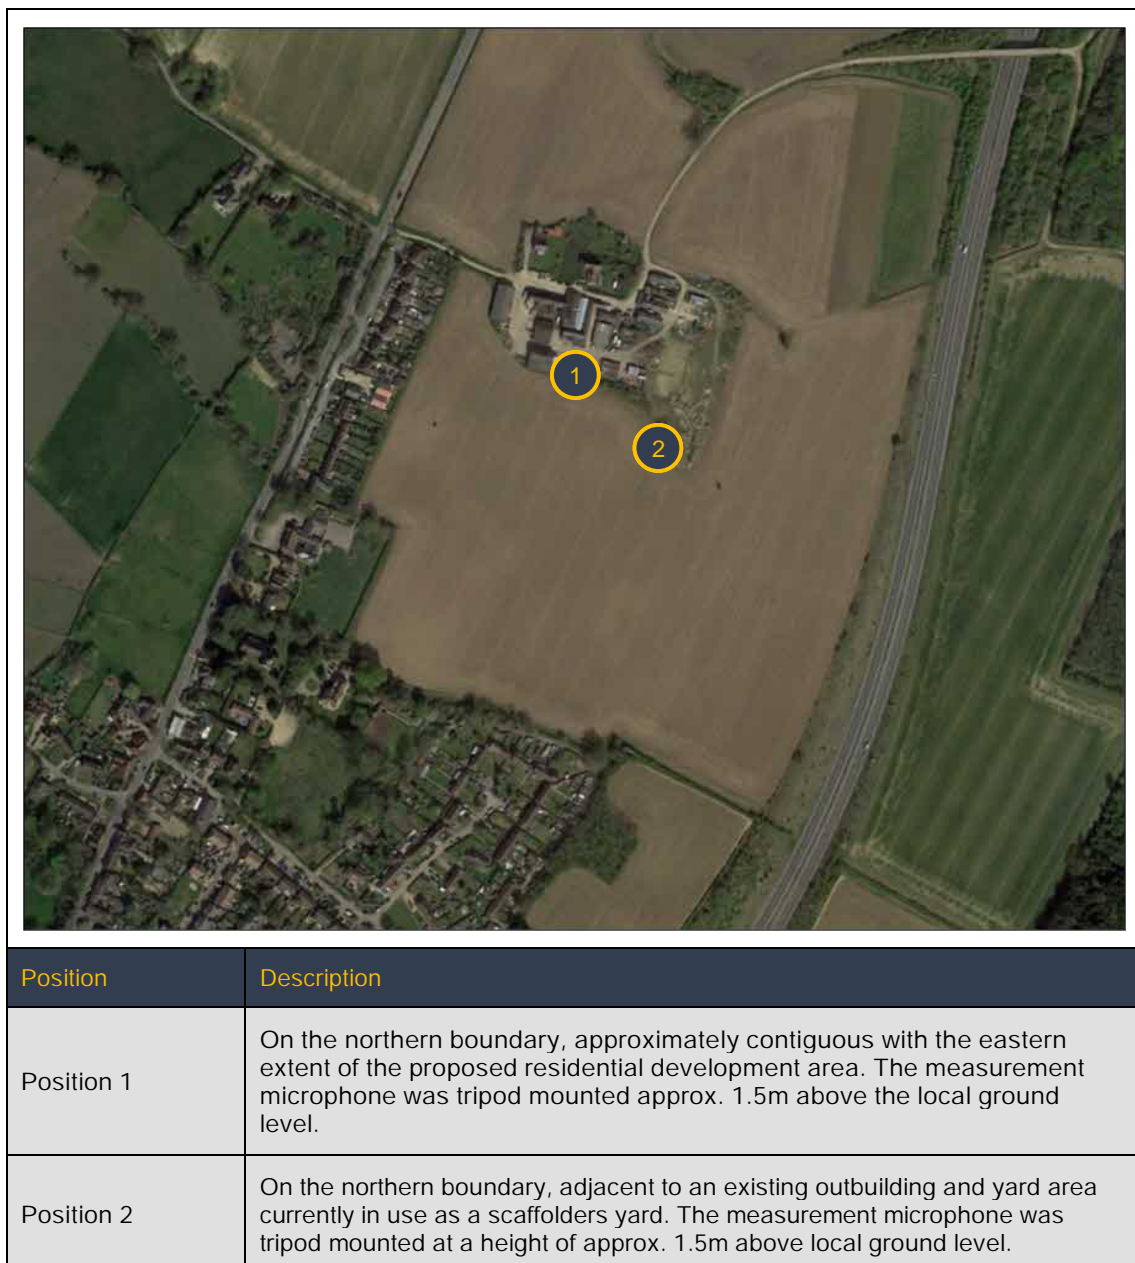 1
2
Position Description
Position 1
On the northern boundary, approximately contiguous with the eastern
extent of the proposed residential development area. The measurement
microphone was tripod mounted approx. 1.5m above the local ground
level.
Position 2
On the northern boundary, adjacent to an existing outbuilding and yard area
currently in use as a scaffolders yard. The measurement microphone was
tripod mounted at a height of approx. 1.5m above local ground level.